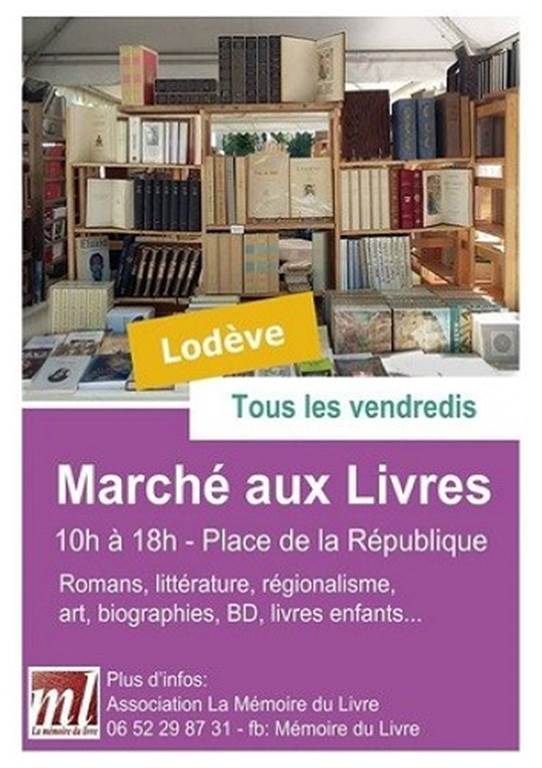 Eluard
Lodève
Tous les vendredis
Marché aux Livres
10h à 18h - Place de la République
Romans, littérature, régionalisme,
art, biographies, BD, livres enfants...
ml
La mémoire du livre
Plus d'infos:
Association La Mémoire du Livre
06 52 29 87 31 - fb: Mémoire du Livre